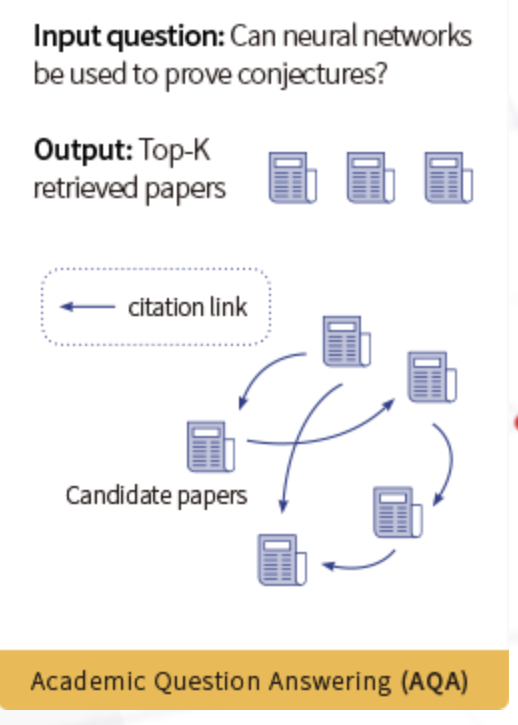 Input question: Can neural networks
be used to prove conjectures?
Output: Top-K
retrieved papers
citation link
Candidate papers
Academic Question Answering (AQA)